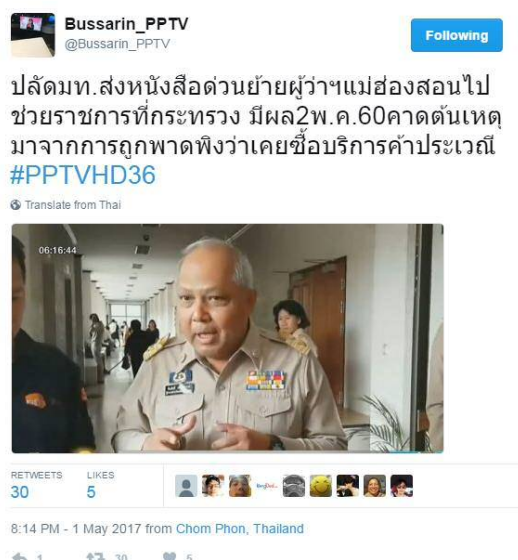 Bussarin_PPTV
@Bussarin_PPTV
Following
ปลัดมท.ส่งหนังสือด่วนย้ายผู้ว่าฯแม่ฮ่องสอนไป
ช่วยราชการที่กระทรวง มีผล2พ.ค.60คาดต้นเหตุ
มาจากการถูกพาดพิงว่าเคยซื้อบริการค้าประเวณี
#PPTVHD36
Translate from Thai
06:16:44
RETWEETS LIKES
30 5
8:14 PM - 1 May 2017 from Chom Phon, Thailand
1 30 5